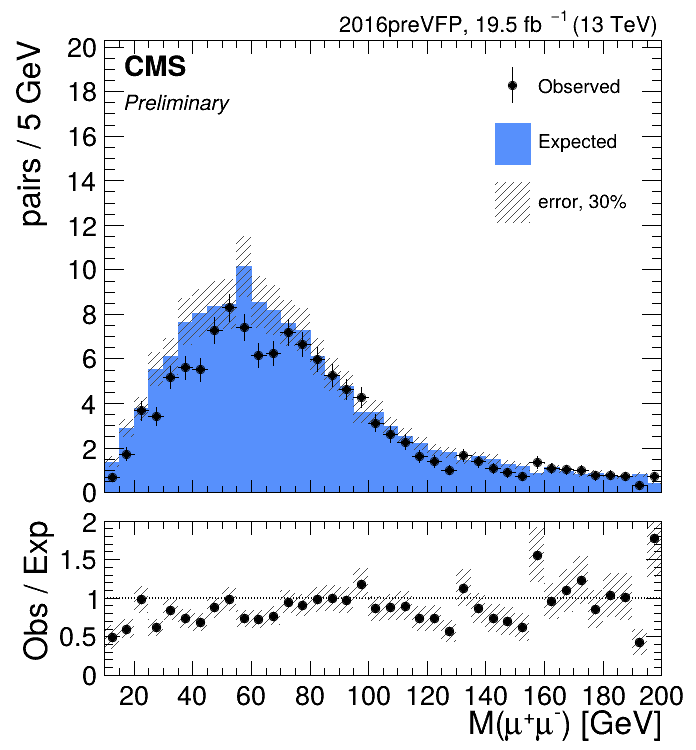 2016preVFP, 19.5 fb ⁻¹ (13 TeV)
CMS
Preliminary
pairs / 5 GeV
20
18
16
14
12
10
8
6
4
2
0
Observed
Expected
error, 30%
Obs / Exp
2
1.5
1
0.5
0
20 40 60 80 100 120 140 160 180 200
M(μ⁺μ⁻) [GeV]